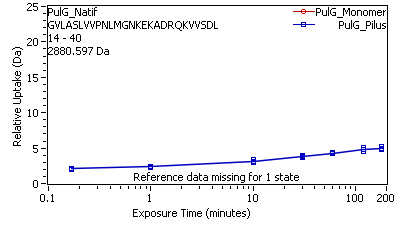 PulG_Natif
PulG_Monomer
GVLASLVVPNLMGNKEKADRQKVVSDL
PulG_Pilus
14 - 40
2880.597 Da
Relative Uptake (Da)
25
20
15
10
5
0
Reference data missing for 1 state
0.1
1
10
100
200
Exposure Time (minutes)